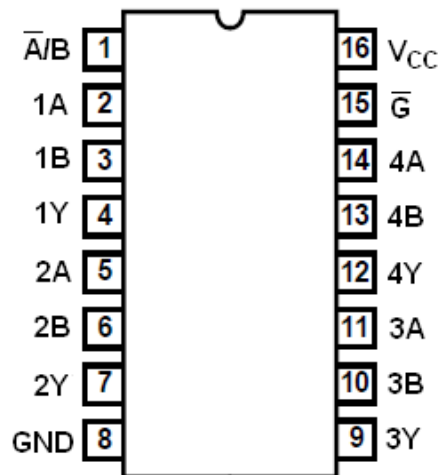 A̅/B 1 16 V_CC
1A 2 15 G̅
1B 3 14 4A
1Y 4 13 4B
2A 5 12 4Y
2B 6 11 3A
2Y 7 10 3B
GND 8 9 3Y